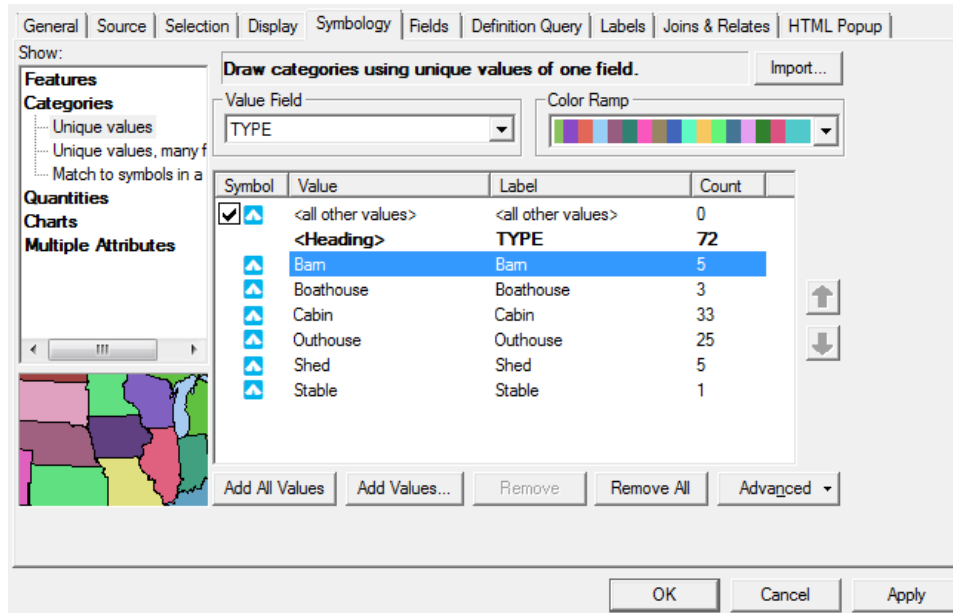 General Source Selection Display Symbology Fields Definition Query Labels Joins & Relates HTML Popup
Show:
Features
Categories
Unique values
Unique values, many f
Match to symbols in a
Quantities
Charts
Multiple Attributes
Draw categories using unique values of one field.
Import...
Value Field
TYPE
Color Ramp
Symbol Value Label Count
<all other values> <all other values> 0
<Heading> TYPE 72
Barn Barn 5
Boathouse Boathouse 3
Cabin Cabin 33
Outhouse Outhouse 25
Shed Shed 5
Stable Stable 1
Add All Values Add Values... Remove Remove All Advanced
OK Cancel Apply